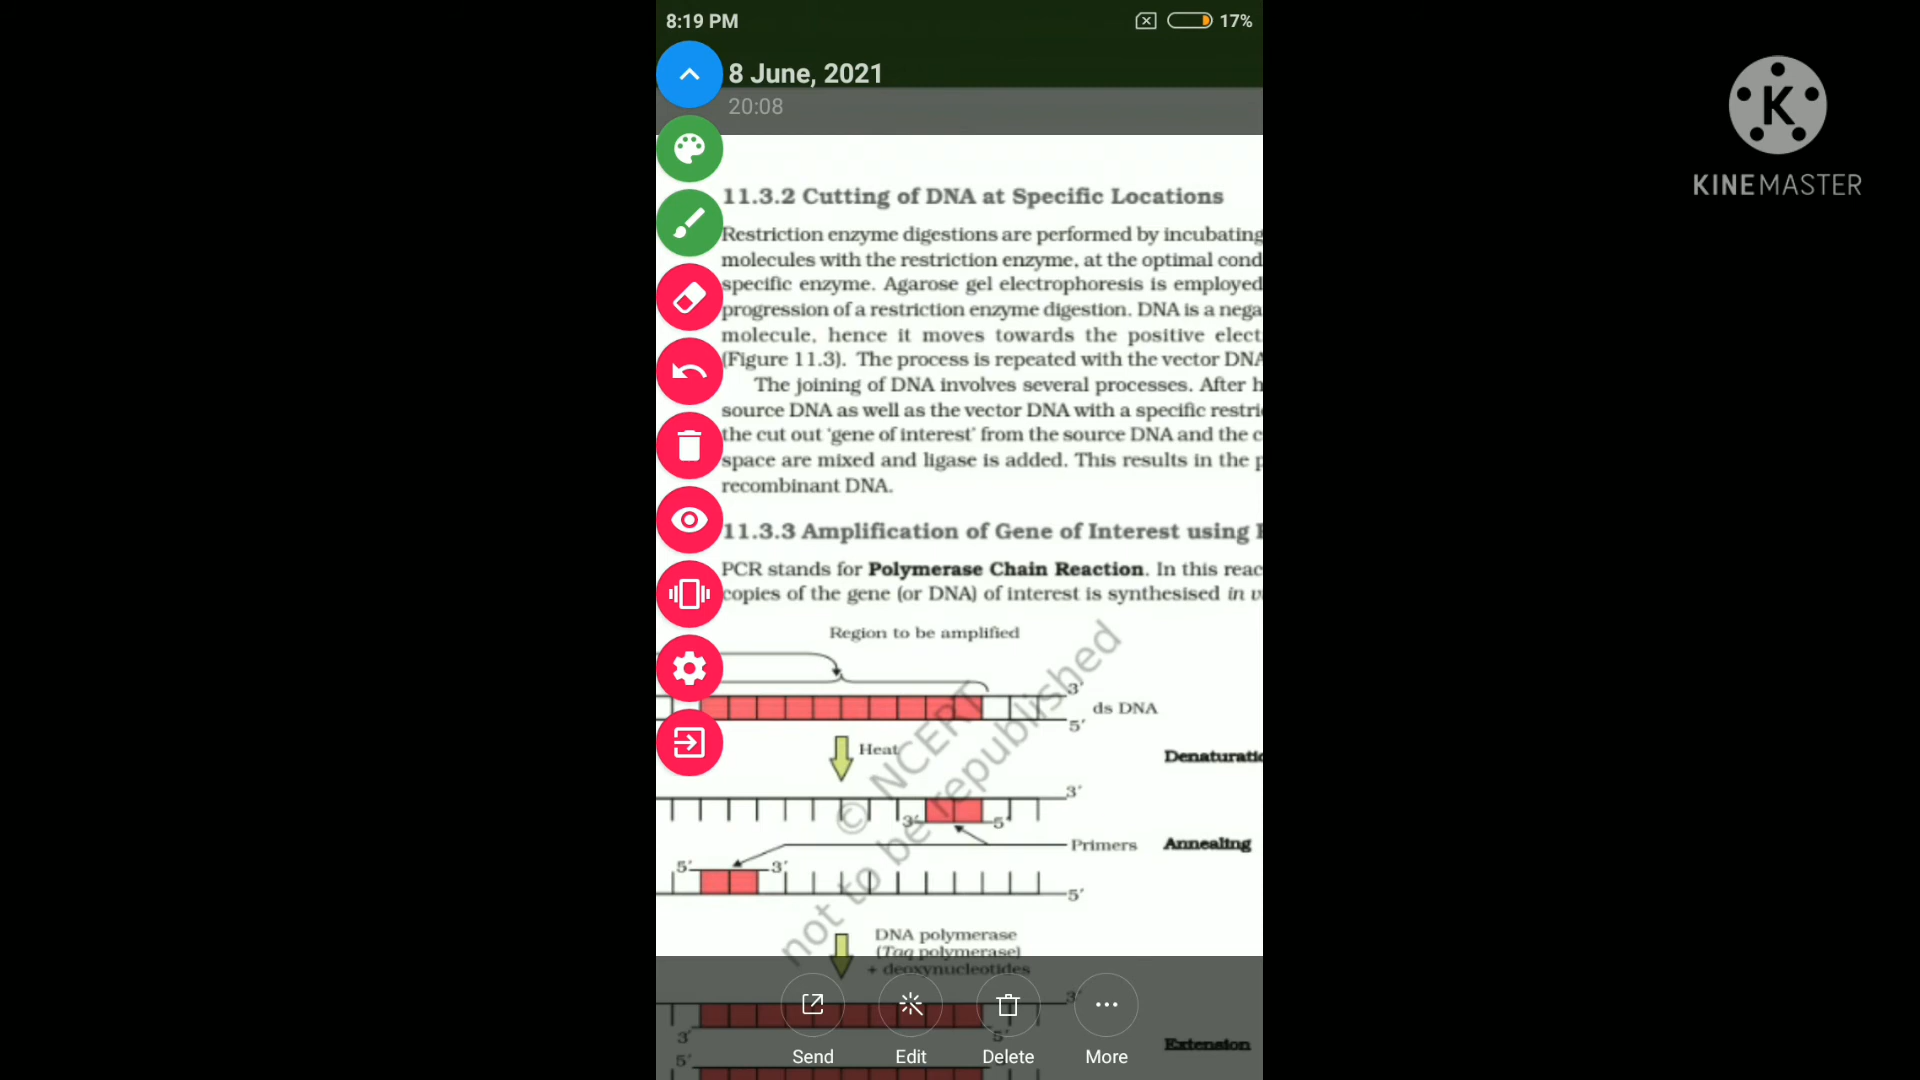 8:19 PM
17%
8 June, 2021
20:08
K
KINEMASTER
11.3.2 Cutting of DNA at Specific Locations
Restriction enzyme digestions are performed by incubating
molecules with the restriction enzyme, at the optimal cond
specific enzyme. Agarose gel electrophoresis is employed
progression of a restriction enzyme digestion. DNA is a nega
molecule, hence it moves towards the positive elect
(Figure 11.3). The process is repeated with the vector DNA
The joining of DNA involves several processes. After h
source DNA as well as the vector DNA with a specific restri
the cut out 'gene of interest' from the source DNA and the c
space are mixed and ligase is added. This results in the p
recombinant DNA.
11.3.3 Amplification of Gene of Interest using
PCR stands for Polymerase Chain Reaction. In this reac
copies of the gene (or DNA) of interest is synthesised in v
Region to be amplified
3′
ds DNA
5′
Heat
Denaturatio
3′
3′ 5′
Primers Annealing
5′ 3′
5′
© NCERT
not to be republished
DNA polymerase
(Taq polymerase)
+ deoxynucleotides
3′
3′ 5′
Extension
5′
Send Edit Delete More